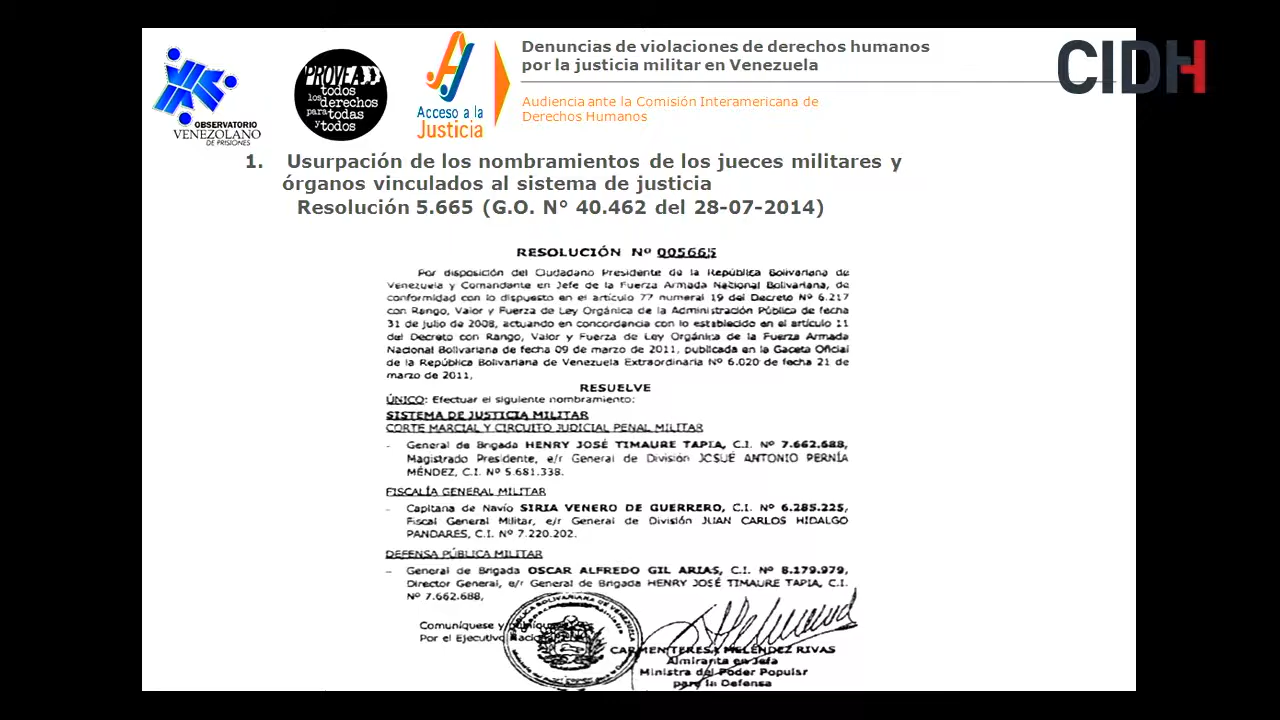 Denuncias de violaciones de derechos humanos
por la justicia militar en Venezuela
CIDH
Audiencia ante la Comisión Interamericana de
Derechos Humanos
OBSERVATORIO
VENEZOLANO
DE PRISIONES
PROVEA
todos
los derechos
para todas
y todos
Acceso a la
Justicia
1. Usurpación de los nombramientos de los jueces militares y
órganos vinculados al sistema de justicia
Resolución 5.665 (G.O. N° 40.462 del 28-07-2014)
RESOLUCIÓN Nº 005665
Por disposición del Ciudadano Presidente de la República Bolivariana de
Venezuela y Comandante en Jefe de la Fuerza Armada Nacional Bolivariana, de
conformidad con lo dispuesto en el artículo 77 numeral 19 del Decreto Nº 6.217
con Rango, Valor y Fuerza de Ley Orgánica de la Administración Pública de fecha
31 de julio de 2008, actuando en concordancia con lo establecido en el artículo 11
del Decreto con Rango, Valor y Fuerza de Ley Orgánica de la Fuerza Armada
Nacional Bolivariana de fecha 09 de marzo de 2011, publicada en la Gaceta Oficial
de la República Bolivariana de Venezuela Extraordinaria Nº 6.020 de fecha 21 de
marzo de 2011,
RESUELVE
ÚNICO: Efectuar el siguiente nombramiento:
SISTEMA DE JUSTICIA MILITAR
CORTE MARCIAL Y CIRCUITO JUDICIAL PENAL MILITAR
- General de Brigada HENRY JOSÉ TIMAURE TAPIA, C.I. Nº 7.662.688,
Magistrado Presidente, e/r General de División JOSUÉ ANTONIO PERNÍA
MÉNDEZ, C.I. Nº 5.681.338.
FISCALÍA GENERAL MILITAR
- Capitana de Navío SIRIA VENERO DE GUERRERO, C.I. Nº 6.285.225,
Fiscal General Militar, e/r General de División JUAN CARLOS HIDALGO
PANDARES, C.I. Nº 7.220.202.
DEFENSA PÚBLICA MILITAR
- General de Brigada OSCAR ALFREDO GIL ARIAS, C.I. Nº 8.179.979,
Director General, e/r General de Brigada HENRY JOSÉ TIMAURE TAPIA, C.I.
Nº 7.662.688,
Comuníquese y
Por el Ejecutivo
CARMEN TERESA MELÉNDEZ RIVAS
Almiranta en Jefa
Ministra del Poder Popular
para la Defensa